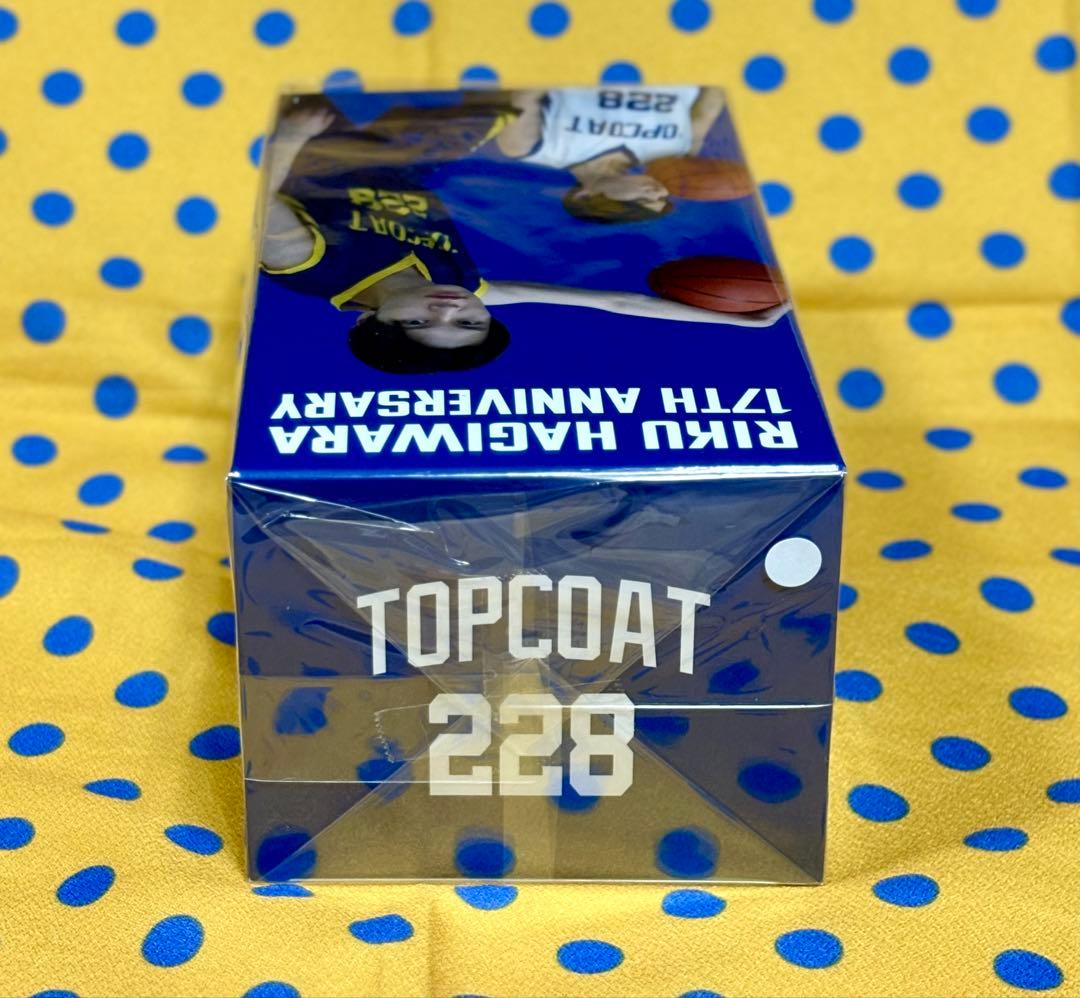 228
TOPCOAT
228
TOPCOAT
17TH ANNIVERSARY
RIKU HAGIWARA
TOPCOAT
228